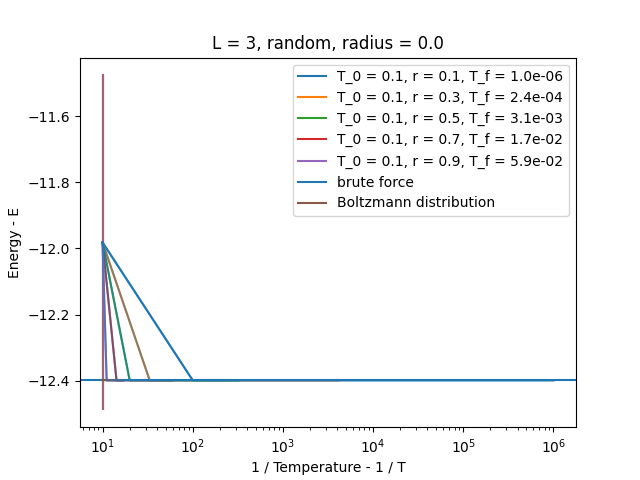 L = 3, random, radius = 0.0
T_0 = 0.1, r = 0.1, T_f = 1.0e-06
T_0 = 0.1, r = 0.3, T_f = 2.4e-04
T_0 = 0.1, r = 0.5, T_f = 3.1e-03
T_0 = 0.1, r = 0.7, T_f = 1.7e-02
T_0 = 0.1, r = 0.9, T_f = 5.9e-02
brute force
Boltzmann distribution
Energy - E
−11.6
−11.8
−12.0
−12.2
−12.4
10¹
10²
10³
10⁴
10⁵
10⁶
1 / Temperature - 1 / T